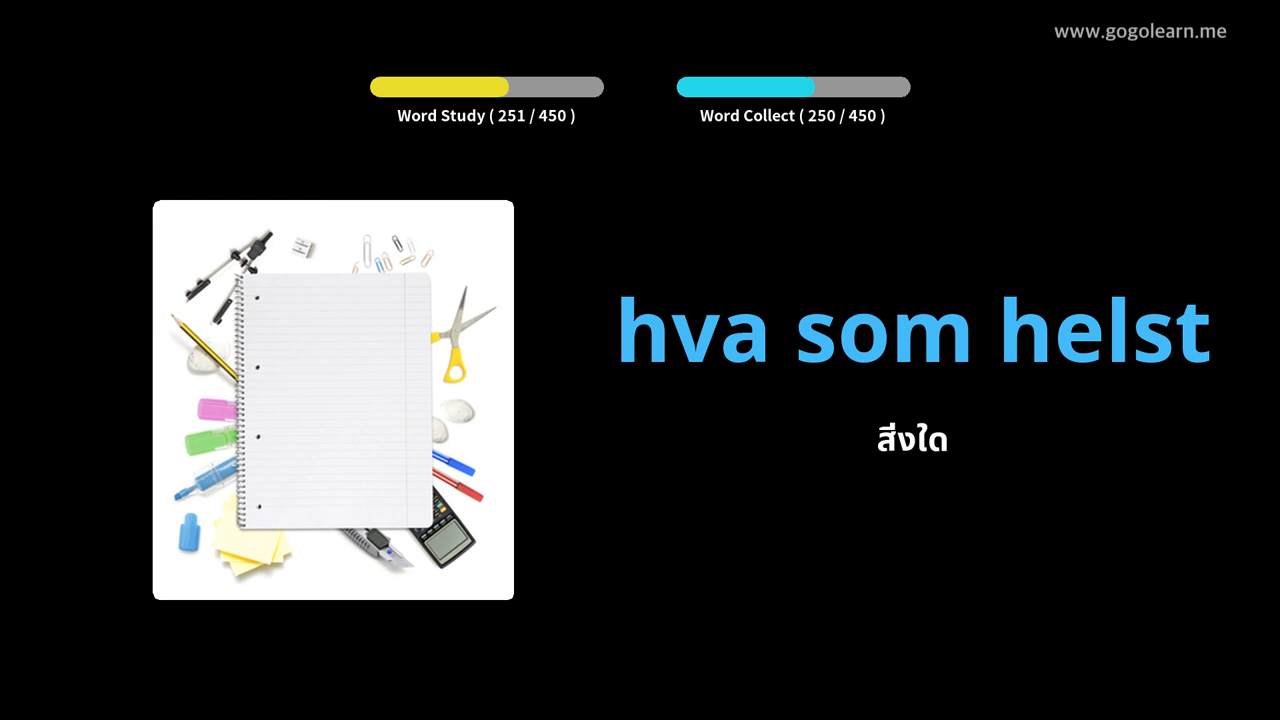 www.gogolearn.me
Word Study ( 251 / 450 )
Word Collect ( 250 / 450 )
hva som helst
สิ่งใด